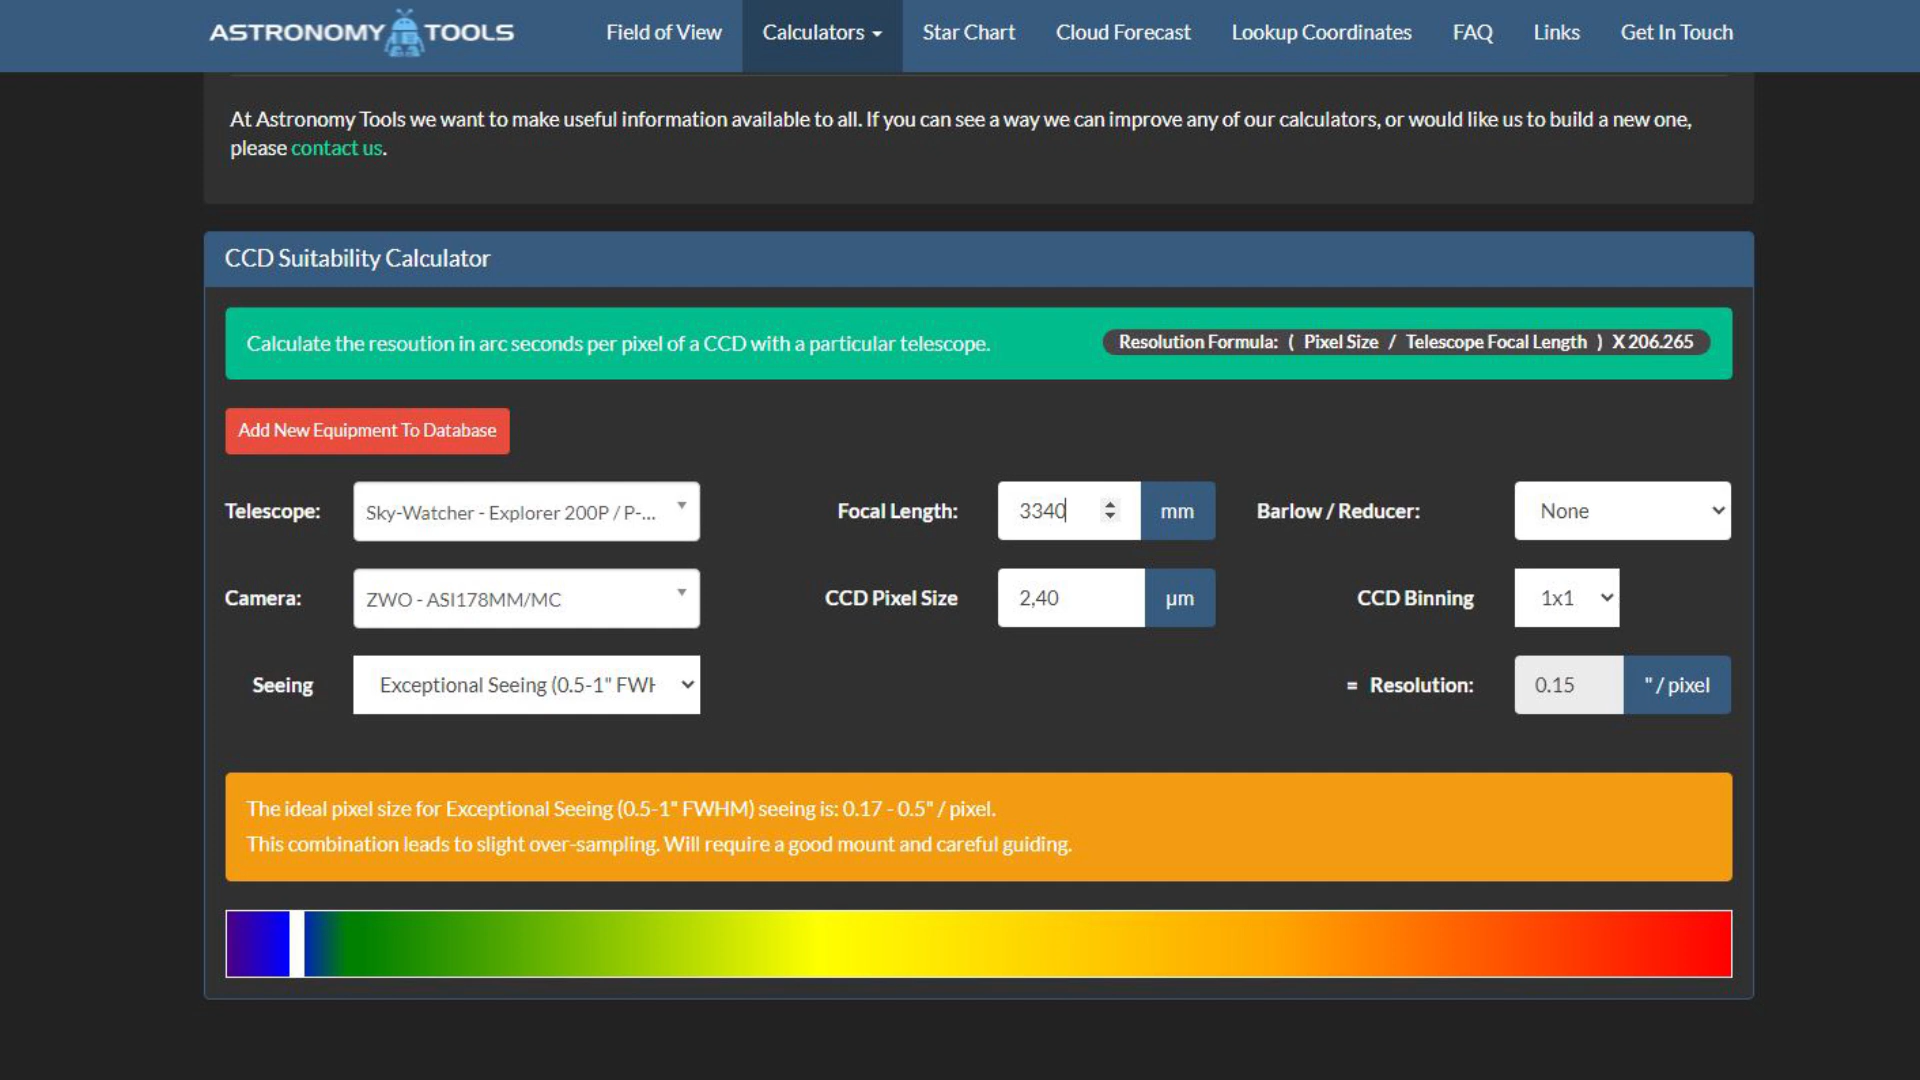 ASTRONOMY TOOLS
Field of View
Calculators
Star Chart
Cloud Forecast
Lookup Coordinates
FAQ
Links
Get In Touch
At Astronomy Tools we want to make useful information available to all. If you can see a way we can improve any of our calculators, or would like us to build a new one,
please contact us.
CCD Suitability Calculator
Calculate the resoution in arc seconds per pixel of a CCD with a particular telescope.
Resolution Formula: ( Pixel Size / Telescope Focal Length ) X 206.265
Add New Equipment To Database
Telescope: Sky-Watcher - Explorer 200P / P-... Focal Length: 3340 mm Barlow / Reducer: None
Camera: ZWO - ASI178MM/MC CCD Pixel Size 2,40 µm CCD Binning 1x1
Seeing Exceptional Seeing (0.5-1" FWH = Resolution: 0.15 " / pixel
The ideal pixel size for Exceptional Seeing (0.5-1" FWHM) seeing is: 0.17 - 0.5" / pixel.
This combination leads to slight over-sampling. Will require a good mount and careful guiding.